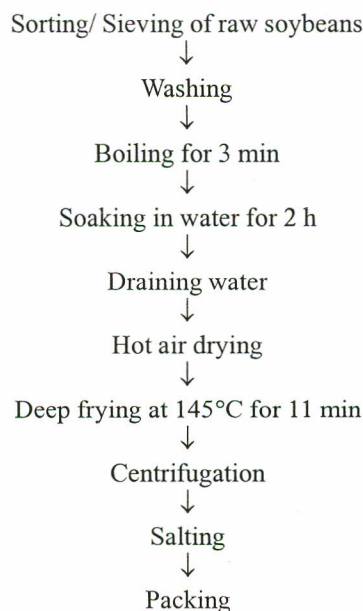 Sorting/ Sieving of raw soybeans
↓
Washing
↓
Boiling for 3 min
↓
Soaking in water for 2 h
↓
Draining water
↓
Hot air drying
↓
Deep frying at 145°C for 11 min
↓
Centrifugation
↓
Salting
↓
Packing